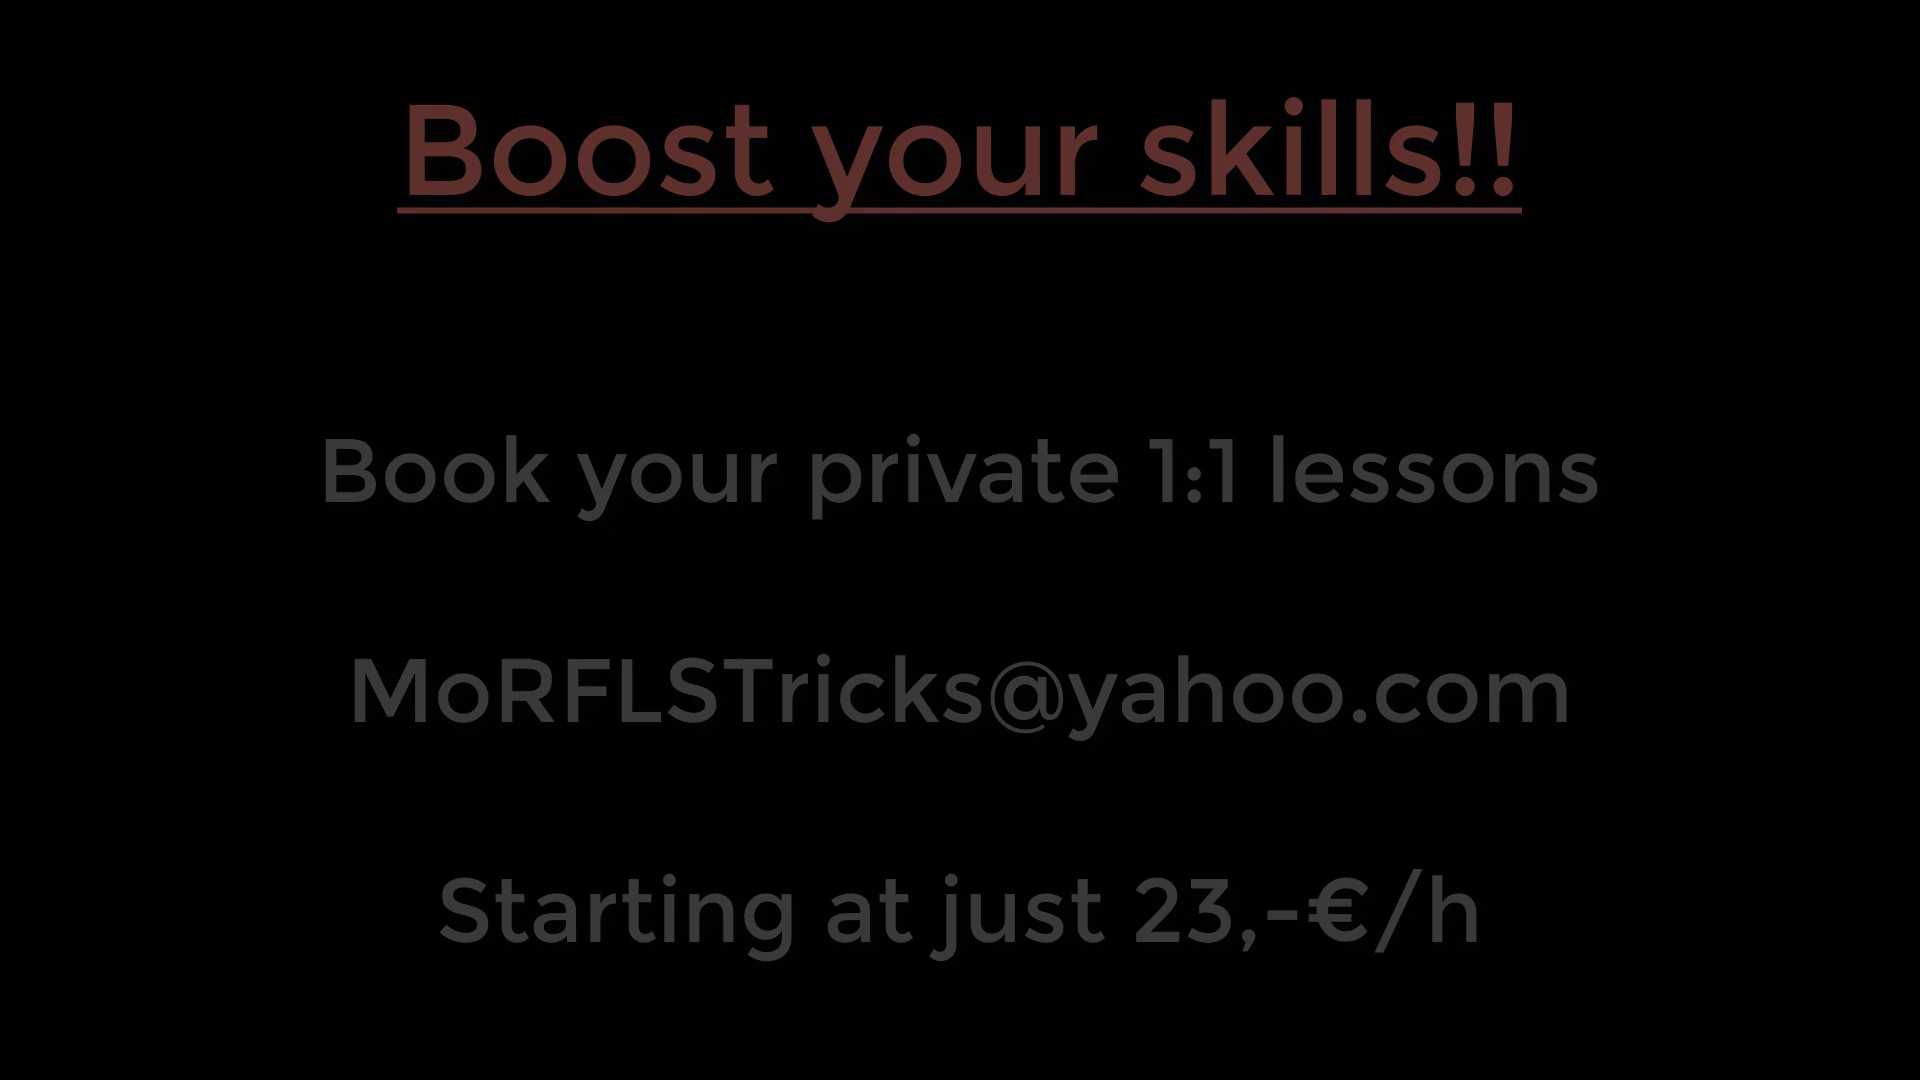 Boost your skills!!
Book your private 1:1 lessons
MoRFLSTricks@yahoo.com
Starting at just 23,-€/h